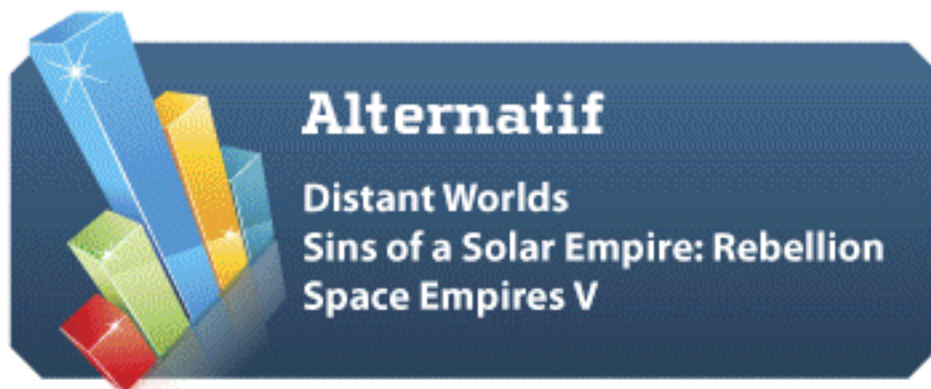 Alternatif
Distant Worlds
Sins of a Solar Empire: Rebellion
Space Empires V